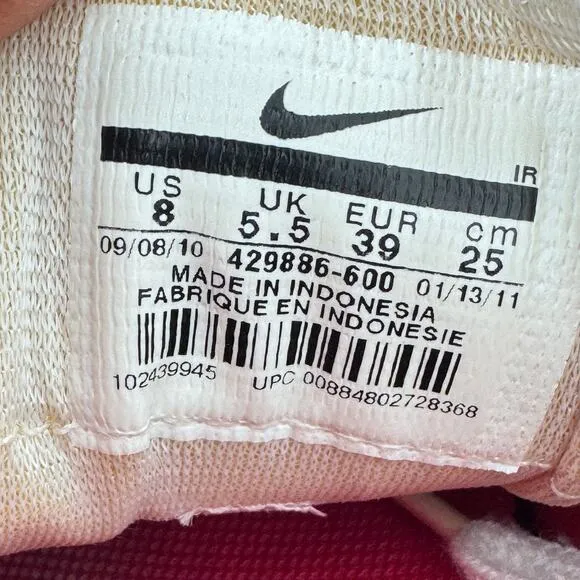 IR
US UK EUR cm
8 5.5 39 25
09/08/10 429886-600 01/13/11
MADE IN INDONESIA
FABRIQUE EN INDONESIE
102439945 UPC 00884802728368